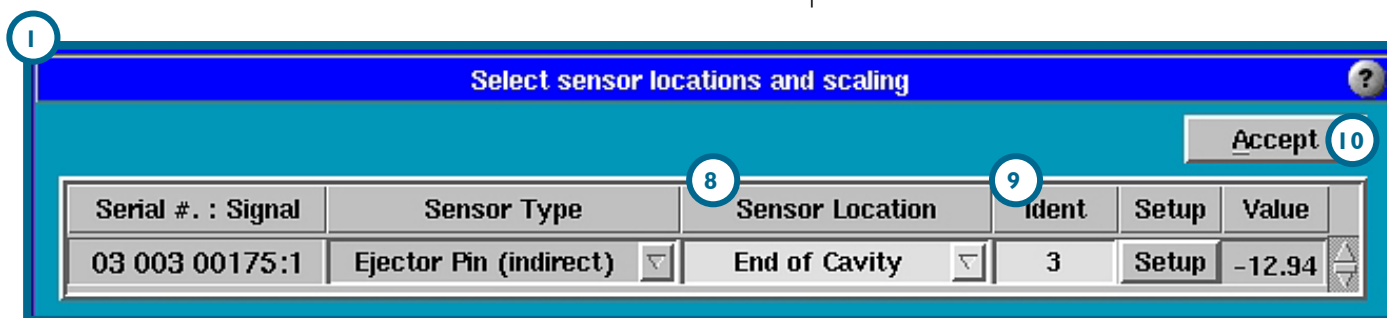 1
Select sensor locations and scaling ?
Accept 10
8 9
Serial #. : Signal Sensor Type Sensor Location Ident Setup Value
03 003 00175:1 Ejector Pin (indirect) End of Cavity 3 Setup -12.94